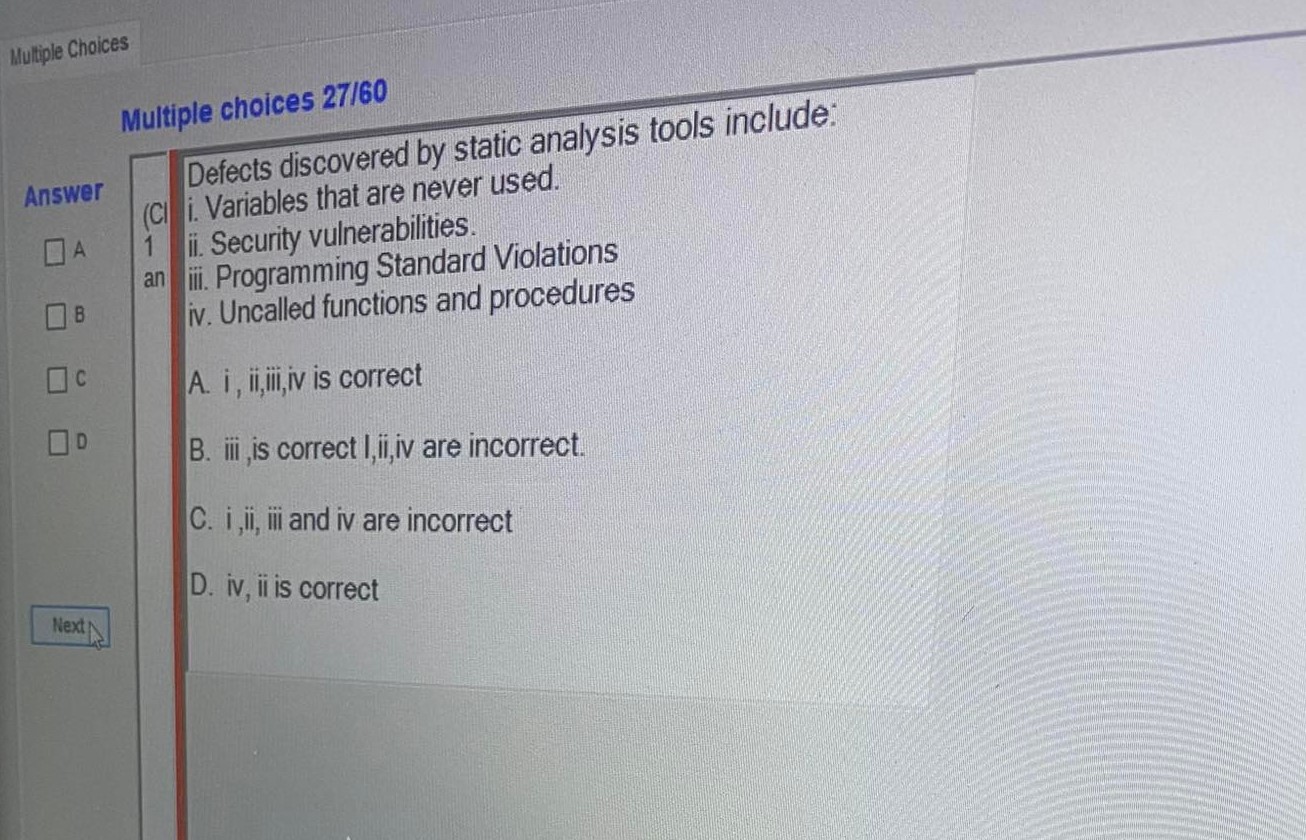 Multiple Choices
Multiple choices 27/60
Answer
A
B
C
D
Next
(Cl
1
an
Defects discovered by static analysis tools include:
i. Variables that are never used.
ii. Security vulnerabilities.
iii. Programming Standard Violations
iv. Uncalled functions and procedures
A. i , ii,iii,iv is correct
B. iii ,is correct I,ii,iv are incorrect.
C. i ,ii, iii and iv are incorrect
D. iv, ii is correct